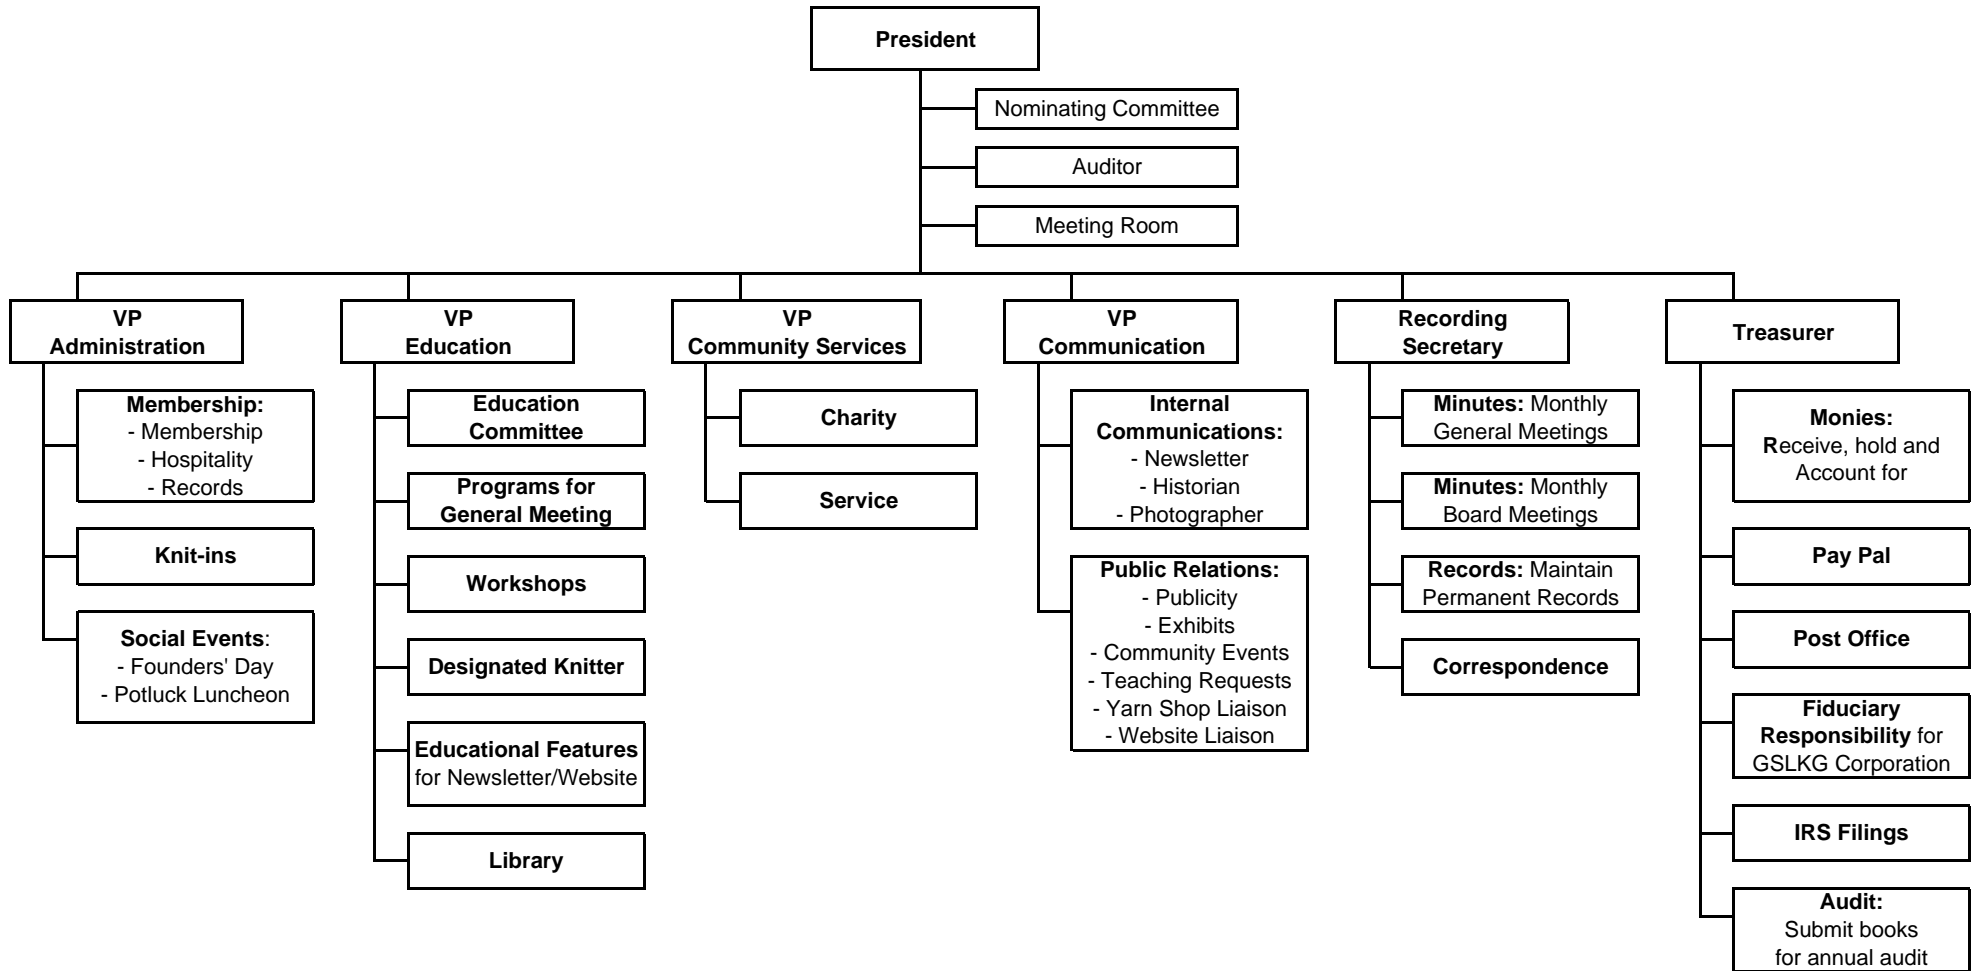 President
Nominating Committee
Auditor
Meeting Room
VP
Administration
Membership:
- Membership
- Hospitality
- Records
Knit-ins
Social Events:
- Founders' Day
- Potluck Luncheon
VP
Education
Education
Committee
Programs for
General Meeting
Workshops
Designated Knitter
Educational Features
for Newsletter/Website
Library
VP
Community Services
Charity
Service
VP
Communication
Internal
Communications:
- Newsletter
- Historian
- Photographer
Public Relations:
- Publicity
- Exhibits
- Community Events
- Teaching Requests
- Yarn Shop Liaison
- Website Liaison
Recording
Secretary
Minutes: Monthly
General Meetings
Minutes: Monthly
Board Meetings
Records: Maintain
Permanent Records
Correspondence
Treasurer
Monies:
Receive, hold and
Account for
Pay Pal
Post Office
Fiduciary
Responsibility for
GSLKG Corporation
IRS Filings
Audit:
Submit books
for annual audit